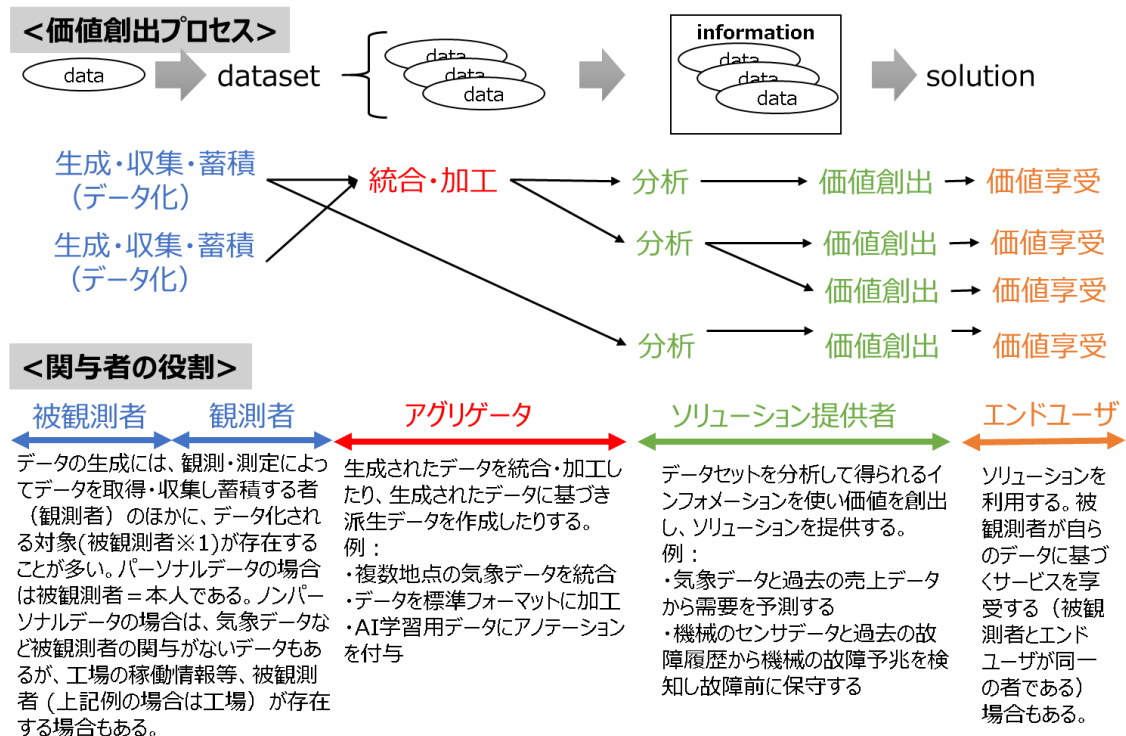 <価値創出プロセス>
data
dataset
data
data
data
information
data
data
data
solution
生成・収集・蓄積
(データ化)
統合・加工
分析
価値創出
価値享受
生成・収集・蓄積
(データ化)
分析
価値創出
価値享受
価値創出
価値享受
分析
価値創出
価値享受
<関与者の役割>
被観測者
観測者
アグリゲータ
ソリューション提供者
エンドユーザ
データの生成には、観測・測定によっ
てデータを取得・収集し蓄積する者
(観測者)のほかに、データ化され
る対象(被観測者※1)が存在する
ことが多い。パーソナルデータの場合
は被観測者=本人である。ノンパー
ソナルデータの場合は、気象データな
ど被観測者の関与がないデータもあ
るが、工場の稼働情報等、被観測
者(上記例の場合は工場)が存在
する場合もある。
生成されたデータを統合・加工し
たり、生成されたデータに基づき
派生データを作成したりする。
例:
・複数地点の気象データを統合
・データを標準フォーマットに加工
・AI学習用データにアノテーション
を付与
データセットを分析して得られるイ
ンフォメーションを使い価値を創出
し、ソリューションを提供する。
例:
・気象データと過去の売上データ
から需要を予測する
・機械のセンサデータと過去の故
障履歴から機械の故障予兆を検
知し故障前に保守する
ソリューションを
利用する。被
観測者が自ら
のデータに基づ
くサービスを享
受する(被観
測者とエンド
ユーザが同一
の者である)
場合もある。